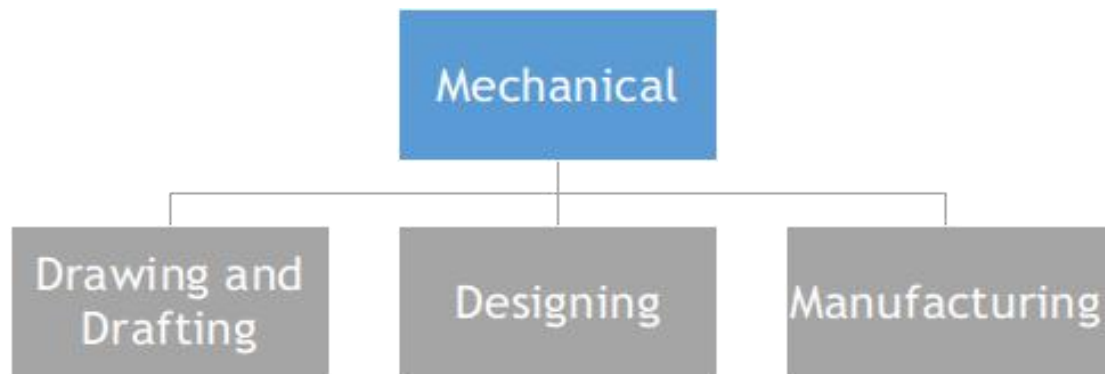 Mechanical
Drawing and
Drafting
Designing
Manufacturing